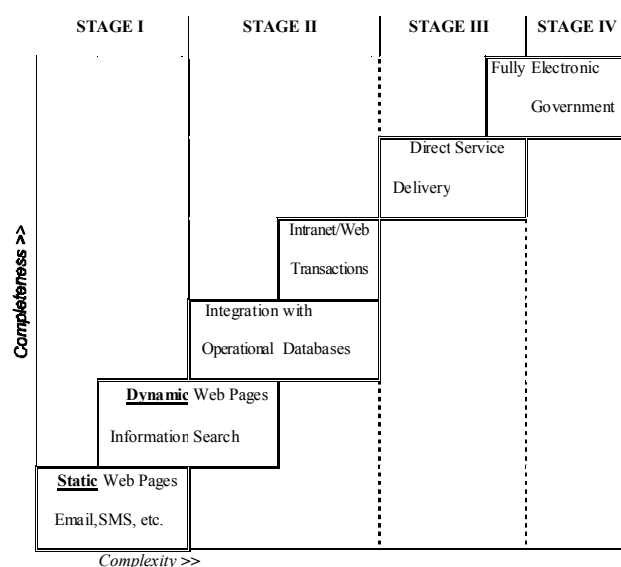 STAGE I STAGE II STAGE III STAGE IV
Fully Electronic
Government
Direct Service
Delivery
Intranet/Web
Transactions
Integration with
Operational Databases
Dynamic Web Pages
Information Search
Static Web Pages
Email,SMS, etc.
Completeness >>
Complexity >>